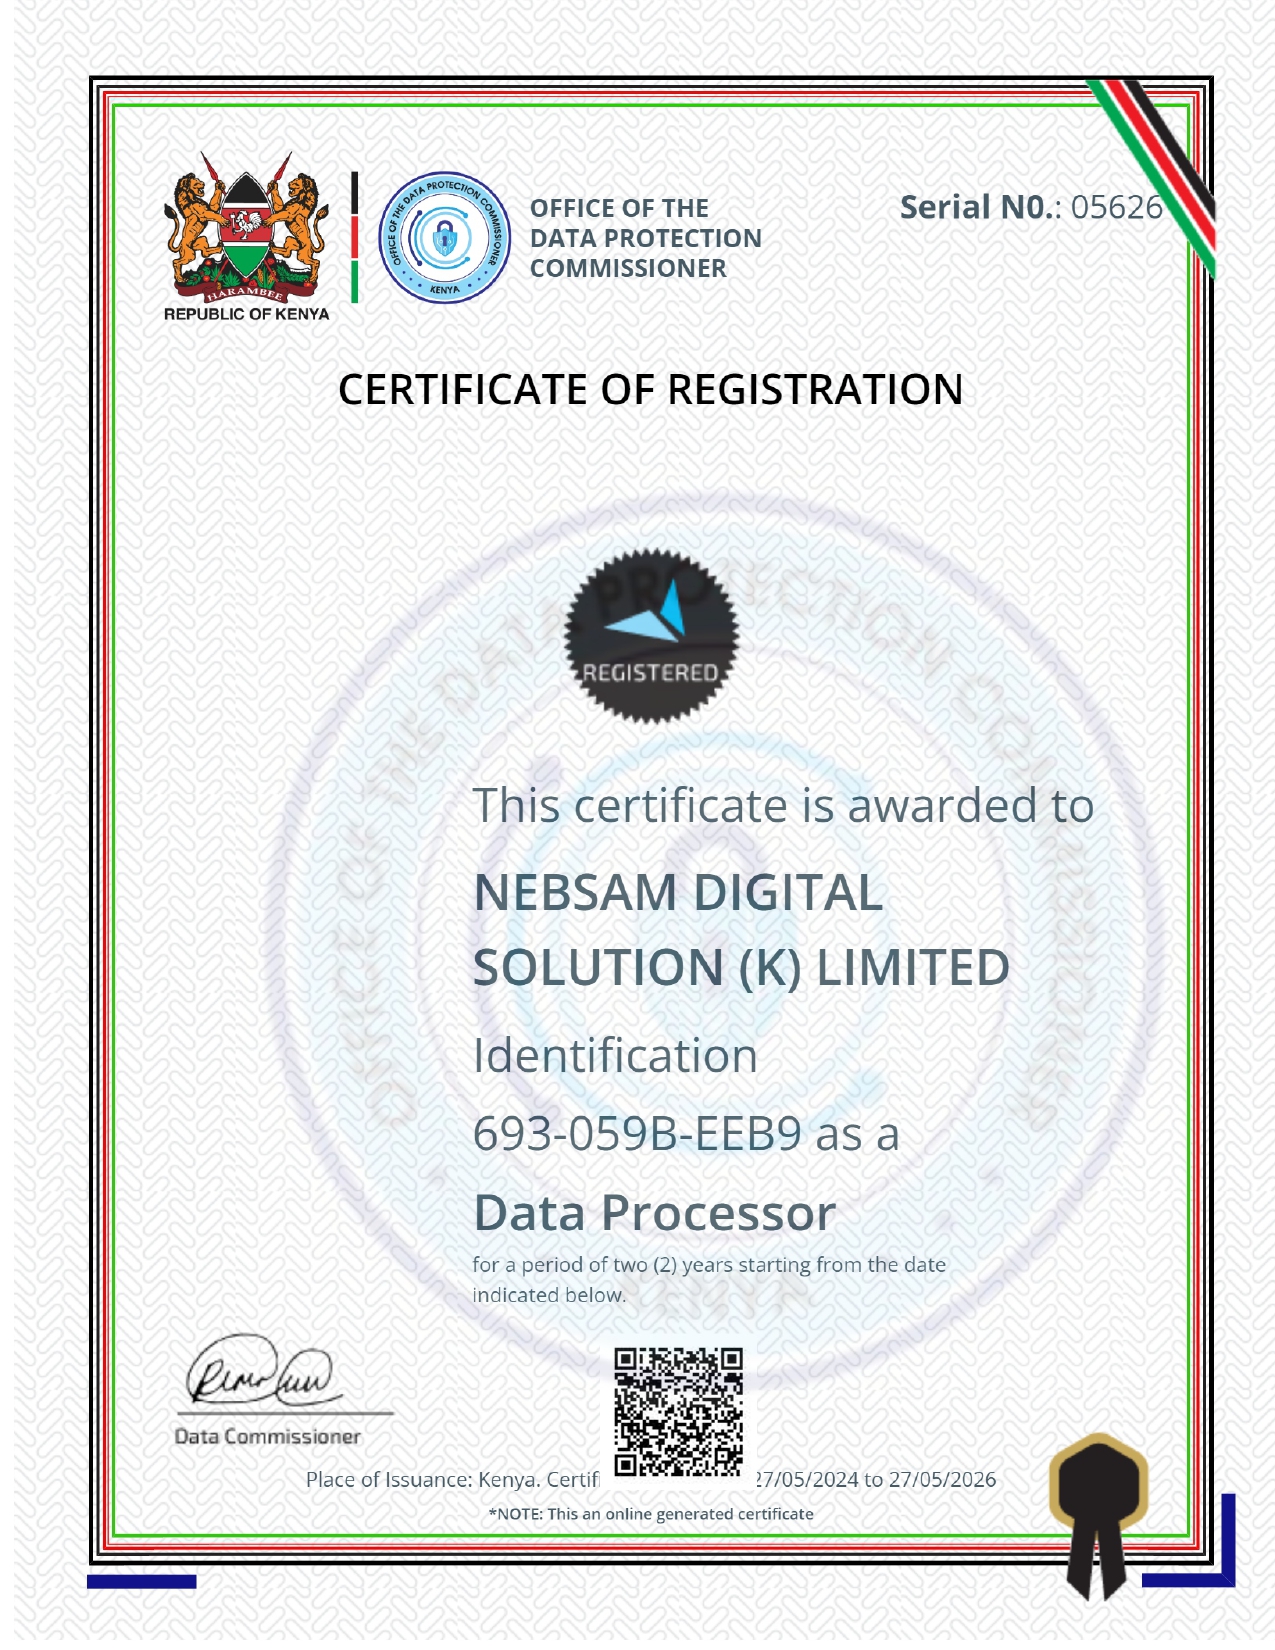 HARAMBEE
REPUBLIC OF KENYA
OFFICE OF THE DATA PROTECTION COMMISSIONER
KENYA
OFFICE OF THE
DATA PROTECTION
COMMISSIONER
Serial N0.: 05626
CERTIFICATE OF REGISTRATION
REGISTERED
This certificate is awarded to
NEBSAM DIGITAL
SOLUTION (K) LIMITED
Identification
693-059B-EEB9 as a
Data Processor
for a period of two (2) years starting from the date
indicated below.
Data Commissioner
Place of Issuance: Kenya. Certifi 27/05/2024 to 27/05/2026
*NOTE: This an online generated certificate